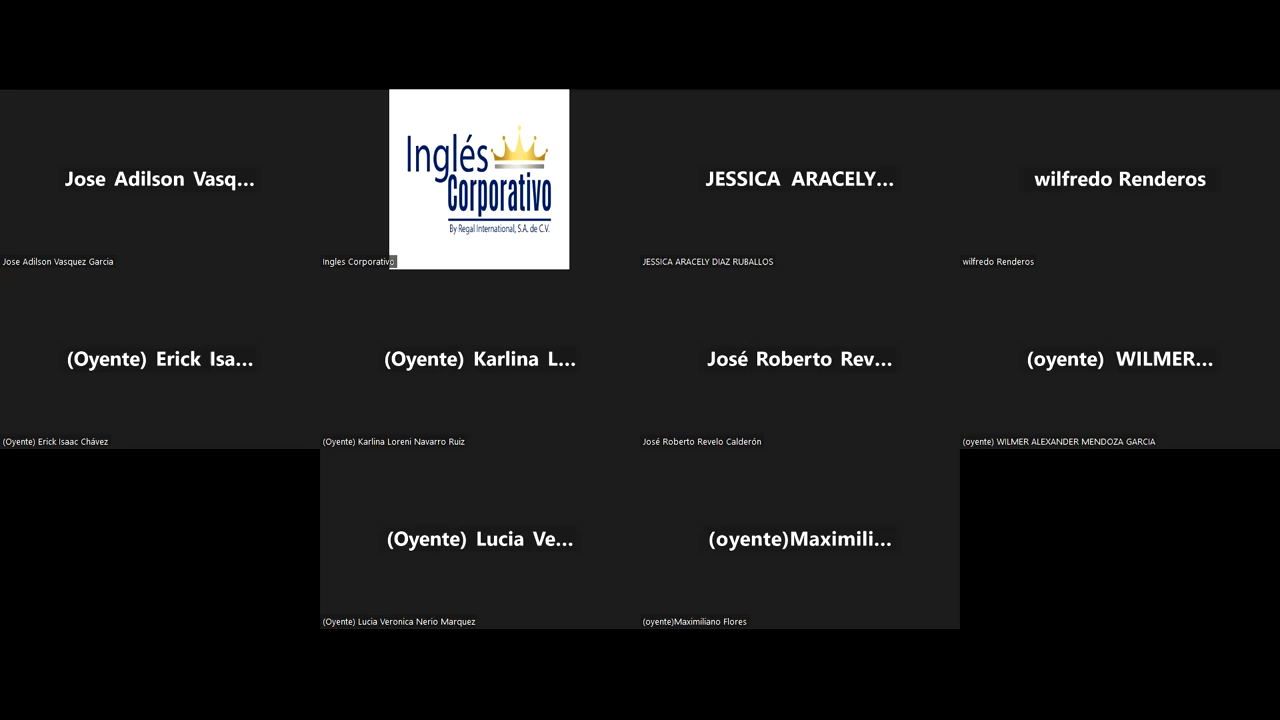 Jose Adilson Vasq...
Jose Adilson Vasquez Garcia
Inglés
Corporativo
By Regal International, S.A. de C.V.
Ingles Corporativo
JESSICA ARACELY...
JESSICA ARACELY DIAZ RUBALLOS
wilfredo Renderos
wilfredo Renderos
(Oyente) Erick Isa...
(Oyente) Erick Isaac Chávez
(Oyente) Karlina L...
(Oyente) Karlina Loreni Navarro Ruiz
José Roberto Rev...
José Roberto Revelo Calderón
(oyente) WILMER...
(oyente) WILMER ALEXANDER MENDOZA GARCIA
(Oyente) Lucia Ve...
(Oyente) Lucia Veronica Nerio Marquez
(oyente)Maximili...
(oyente)Maximiliano Flores